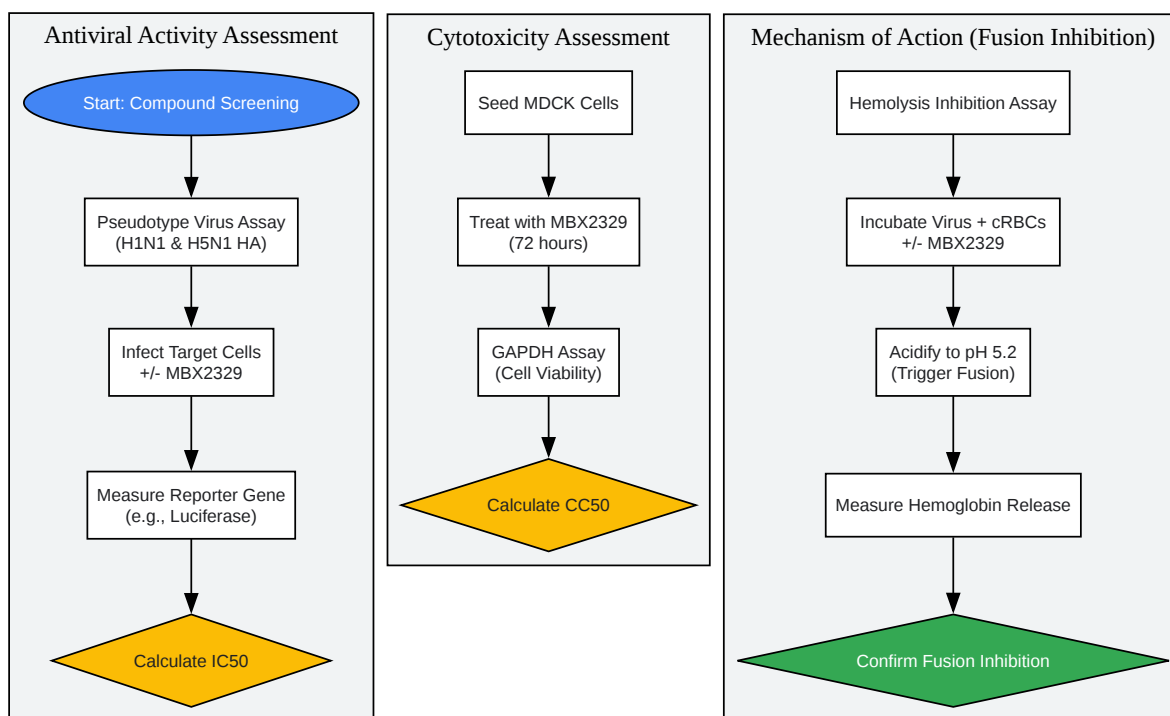 Antiviral Activity Assessment
Start: Compound Screening
Pseudotype Virus Assay
(H1N1 & H5N1 HA)
Infect Target Cells
+/- MBX2329
Measure Reporter Gene
(e.g., Luciferase)
Calculate IC50
Cytotoxicity Assessment
Seed MDCK Cells
Treat with MBX2329
(72 hours)
GAPDH Assay
(Cell Viability)
Calculate CC50
Mechanism of Action (Fusion Inhibition)
Hemolysis Inhibition Assay
Incubate Virus + cRBCs
+/- MBX2329
Acidify to pH 5.2
(Trigger Fusion)
Measure Hemoglobin Release
Confirm Fusion Inhibition